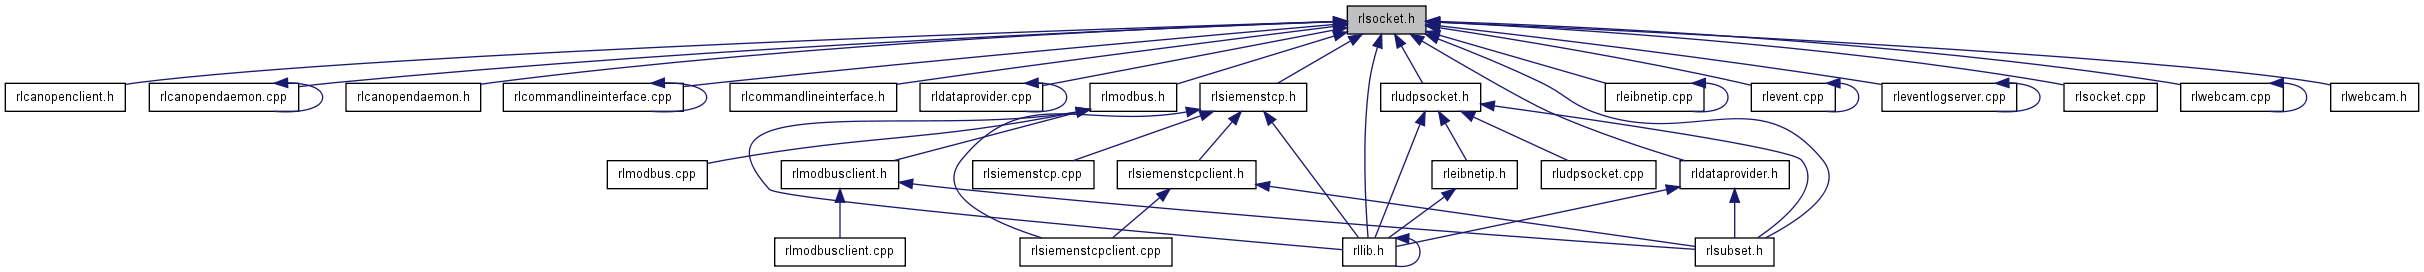 rlsocket.h
rlcanopenclient.h
rlcanopendaemon.cpp
rlcanopendaemon.h
rlcommandlineinterface.cpp
rlcommandlineinterface.h
rldataprovider.cpp
rlmodbus.h
rlsiemenstcp.h
rludpsocket.h
rleibnetip.cpp
rlevent.cpp
rleventlogserver.cpp
rlsocket.cpp
rlwebcam.cpp
rlwebcam.h
rlmodbus.cpp
rlmodbusclient.h
rlsiemenstcp.cpp
rlsiemenstcpclient.h
rleibnetip.h
rludpsocket.cpp
rldataprovider.h
rlmodbusclient.cpp
rlsiemenstcpclient.cpp
rllib.h
rlsubset.h